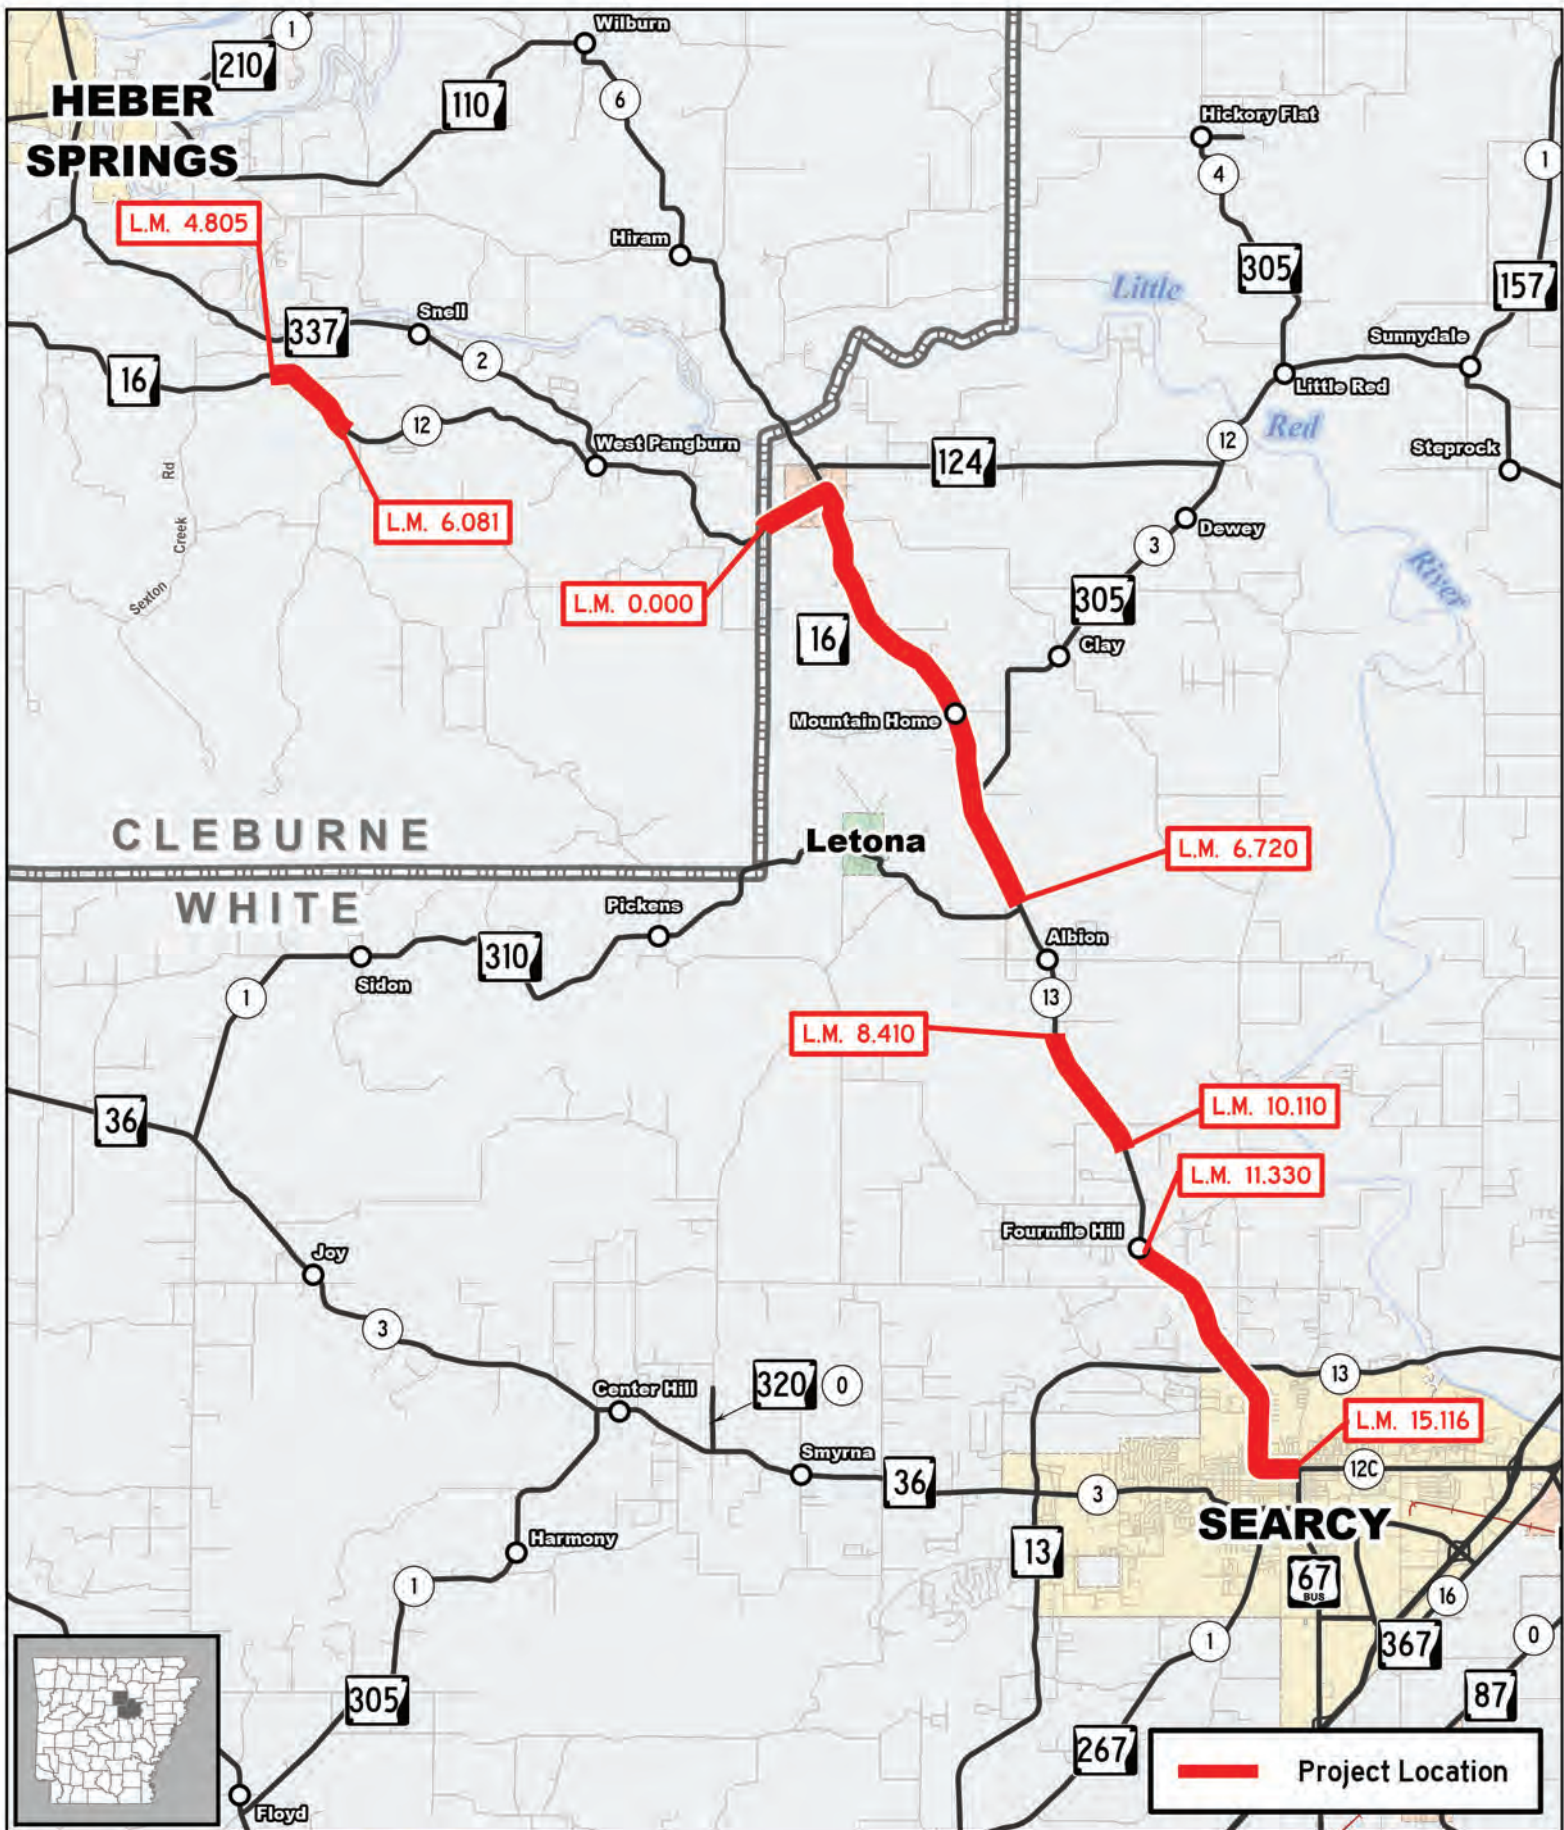 1
Wilburn
210
HEBER
SPRINGS
110
6
Hickory Flat
4
1
L.M. 4.805
Hiram
305
157
Little
337
Snell
2
Sunnydale
16
Little Red
12
West Pangburn
Red
12
124
Steprock
Rd
Creek
Sexton
L.M. 6.081
Dewey
3
River
L.M. 0.000
305
16
Clay
Mountain Home
CLEBURNE
Letona
L.M. 6.720
WHITE
Pickens
310
Sidon
Albion
1
13
L.M. 8.410
36
L.M. 10.110
L.M. 11.330
Fourmile Hill
Joy
3
13
Center Hill
320
0
L.M. 15.116
Smyrna
36
12C
3
SEARCY
Harmony
13
67
BUS
1
16
1
367
0
305
87
267
Project Location
Floyd